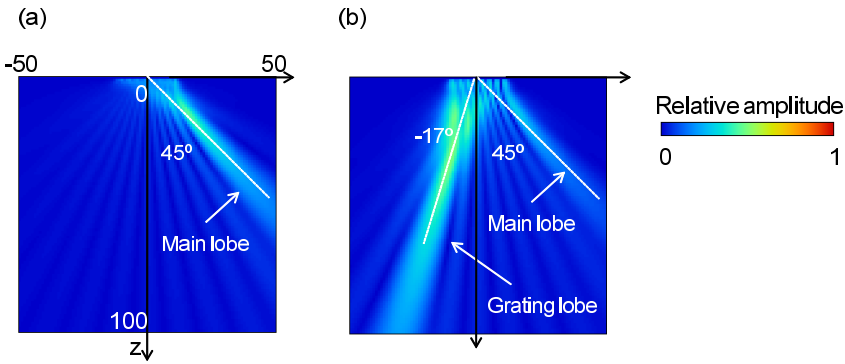 (a)
(b)
-50
50
0
45º
Main lobe
100
z
-17º
45º
Main lobe
Grating lobe
Relative amplitude
0
1